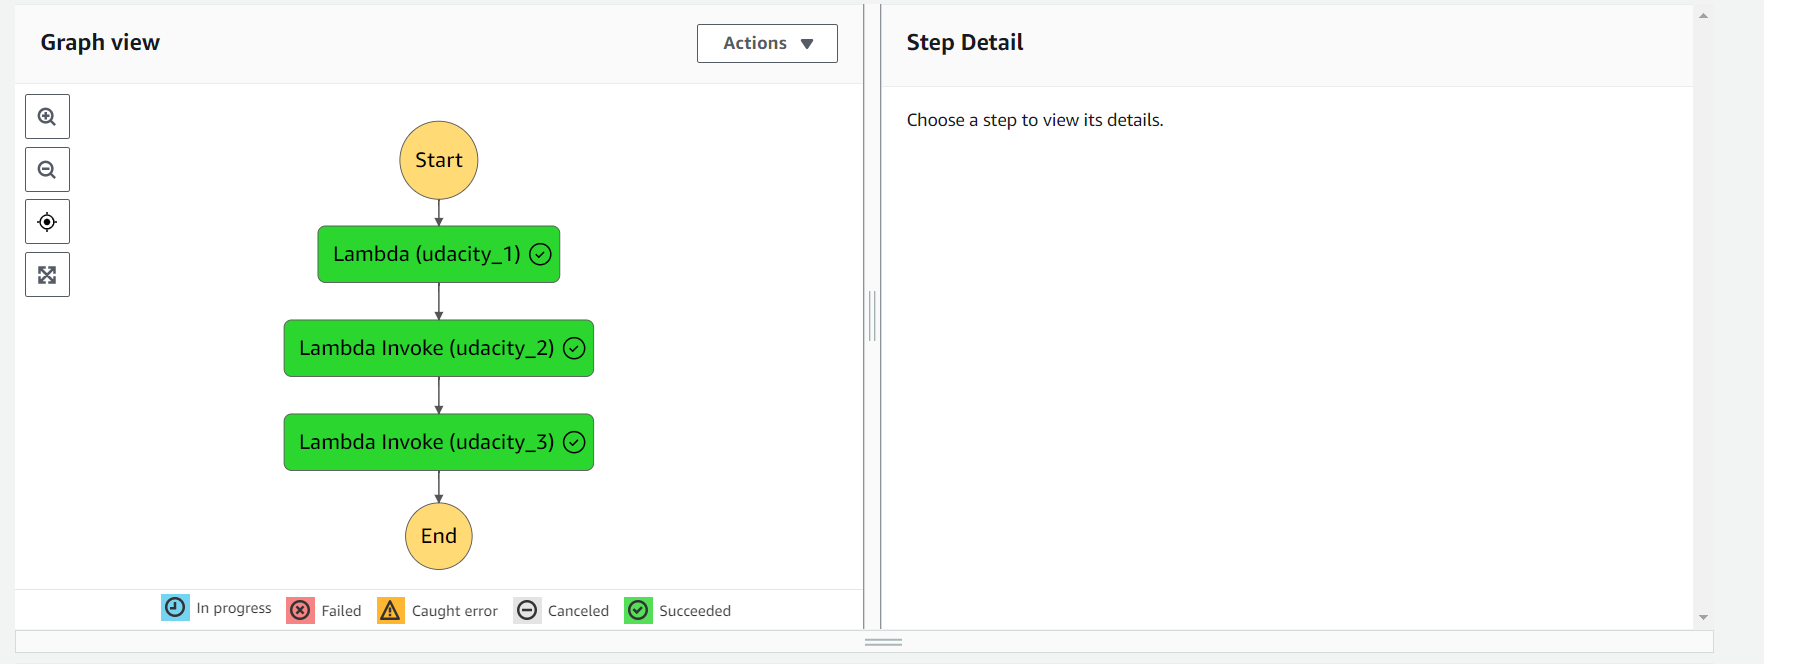 Graph view
Actions
Step Detail
Choose a step to view its details.
Start
Lambda (udacity_1)
Lambda Invoke (udacity_2)
Lambda Invoke (udacity_3)
End
In progress
Failed
Caught error
Canceled
Succeeded